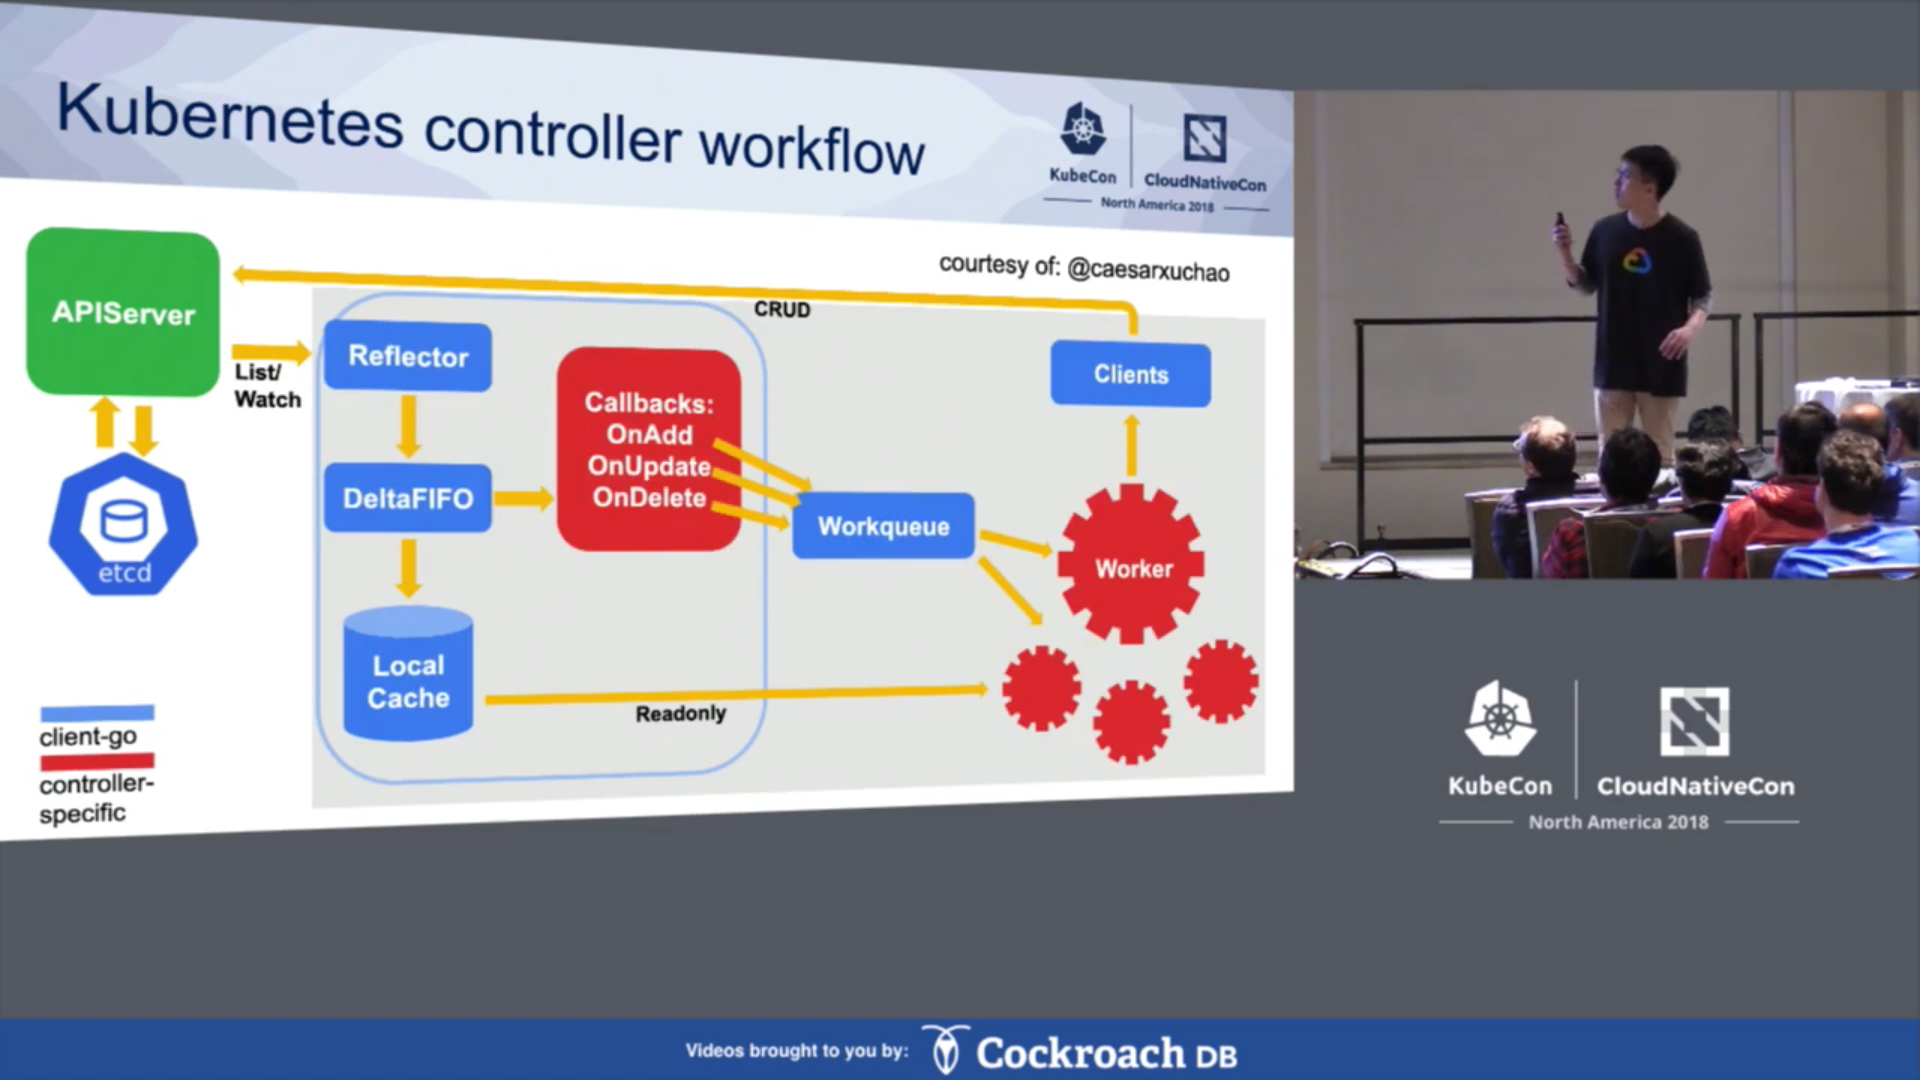 Kubernetes controller workflow
KubeCon
CloudNativeCon
North America 2018
courtesy of: @caesarxuchao
APIServer
CRUD
List/
Watch
Reflector
Clients
Callbacks:
OnAdd
OnUpdate
OnDelete
DeltaFIFO
Workqueue
Worker
etcd
Local
Cache
Readonly
client-go
controller-
specific
KubeCon
CloudNativeCon
North America 2018
Videos brought to you by:
Cockroach DB